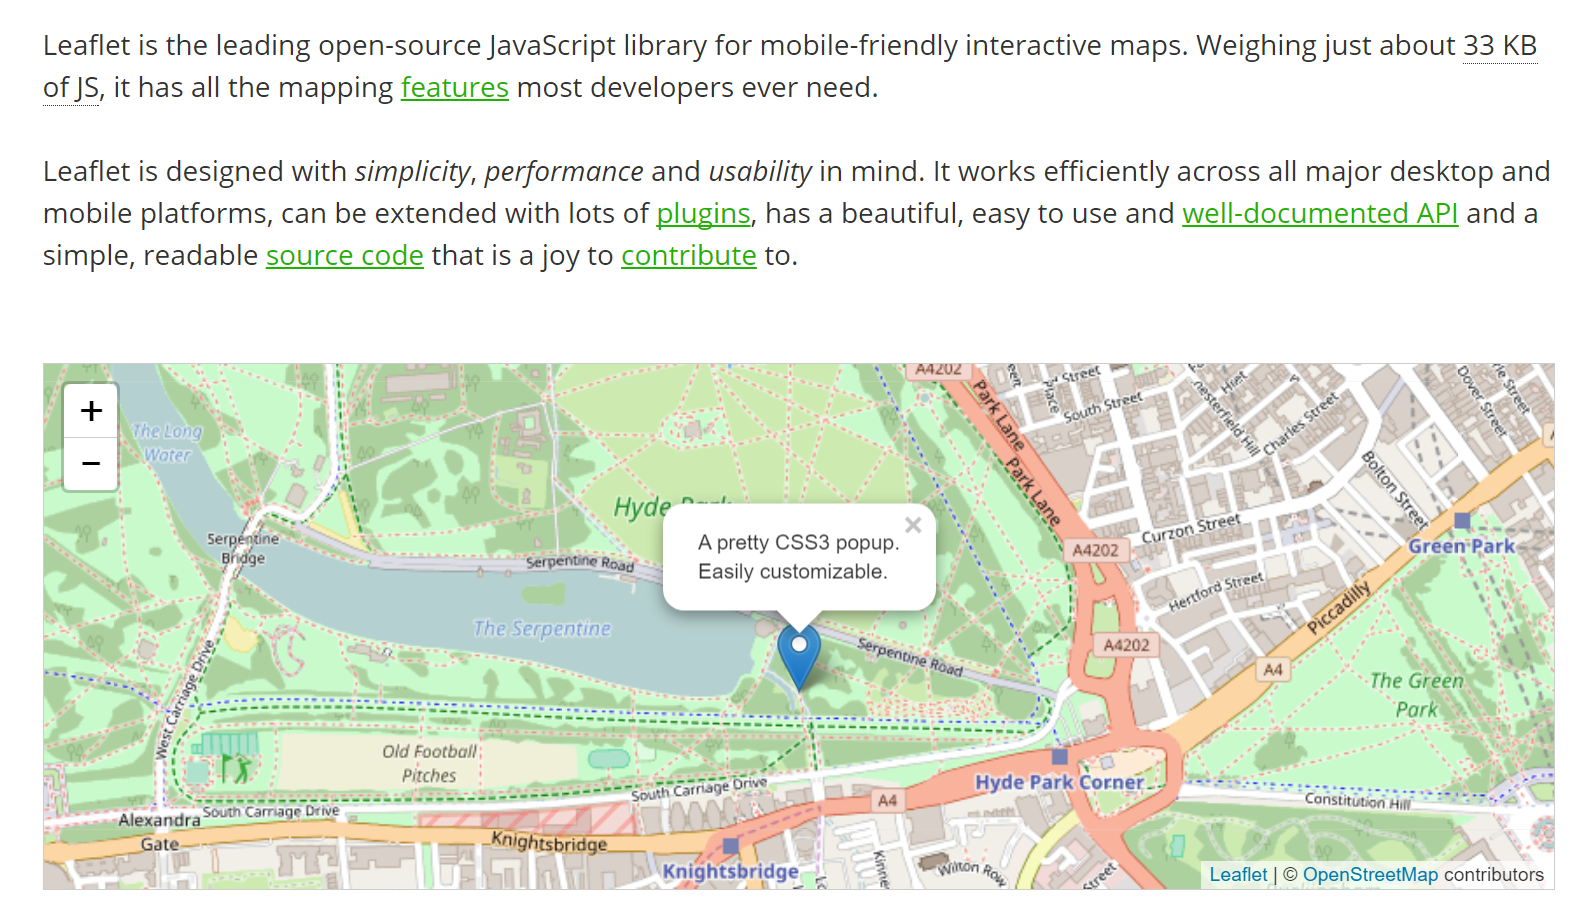 Leaflet is the leading open-source JavaScript library for mobile-friendly interactive maps. Weighing just about 33 KB
of JS, it has all the mapping features most developers ever need.
Leaflet is designed with simplicity, performance and usability in mind. It works efficiently across all major desktop and
mobile platforms, can be extended with lots of plugins, has a beautiful, easy to use and well-documented API and a
simple, readable source code that is a joy to contribute to.
+
−
The Long
Water
A4202
Park Lane
Park Lane
Place
Street
South Street
Chesterfield Hill
Charles Street
Dover Street
Street
Bolton Street
Hyde Park
Serpentine
Bridge
Serpentine Road
A pretty CSS3 popup.
Easily customizable.
×
A4202
Curzon Street
Green Park
Hertford Street
Piccadilly
The Serpentine
Serpentine Road
A4202
A4
West Carriage Drive
The Green
Park
Old Football
Pitches
South Carriage Drive
Hyde Park Corner
A4
Constitution Hill
Alexandra
Gate
South Carriage Drive
Knightsbridge
Knightsbridge
Wilton Row
Street
Leaflet | © OpenStreetMap contributors